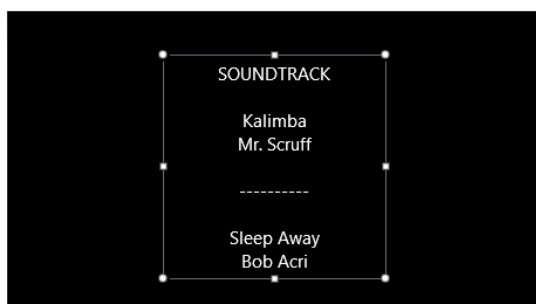 SOUNDTRACK
Kalimba
Mr. Scruff
----------
Sleep Away
Bob Acri